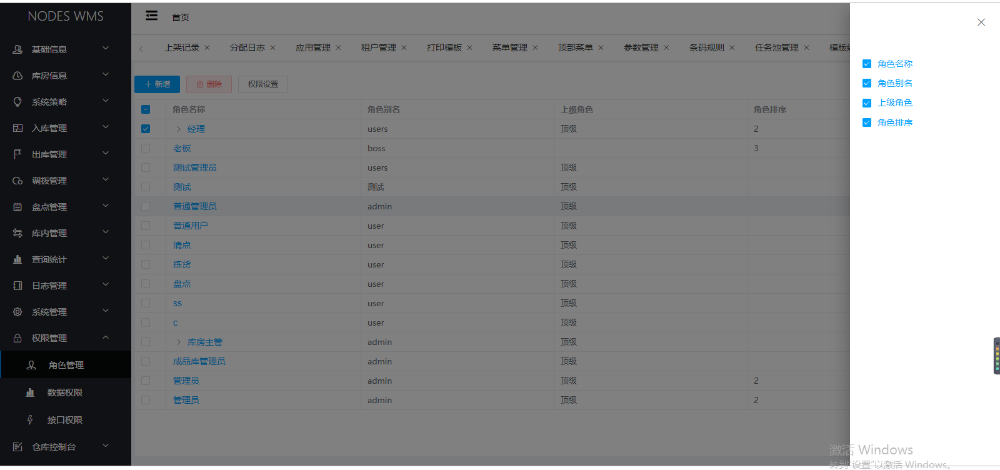 NODES WMS
基础信息
库房信息
系统策略
入库管理
出库管理
调拨管理
盘点管理
库内管理
查询统计
日志管理
系统管理
权限管理
角色管理
数据权限
接口权限
仓库控制台
首页
上架记录 分配日志 应用管理 租户管理 打印模板 菜单管理 顶部菜单 参数管理 条码规则 任务池管理 模版
新增 删除 权限设置
角色名称 角色别名 上级角色 角色排序
经理 users 顶级 2
老板 boss 3
测试管理员 users 顶级
测试 测试 顶级
普通管理员 admin 顶级
普通用户 user 顶级
清点 user 顶级
拣货 user 顶级
盘点 user 顶级
ss user 顶级
c user 顶级
库房主管 admin 顶级
成品库管理员 admin 顶级
管理员 admin 顶级 2
管理员 admin 顶级 2
角色名称
角色别名
上级角色
角色排序
激活 Windows
转到“设置”以激活 Windows。